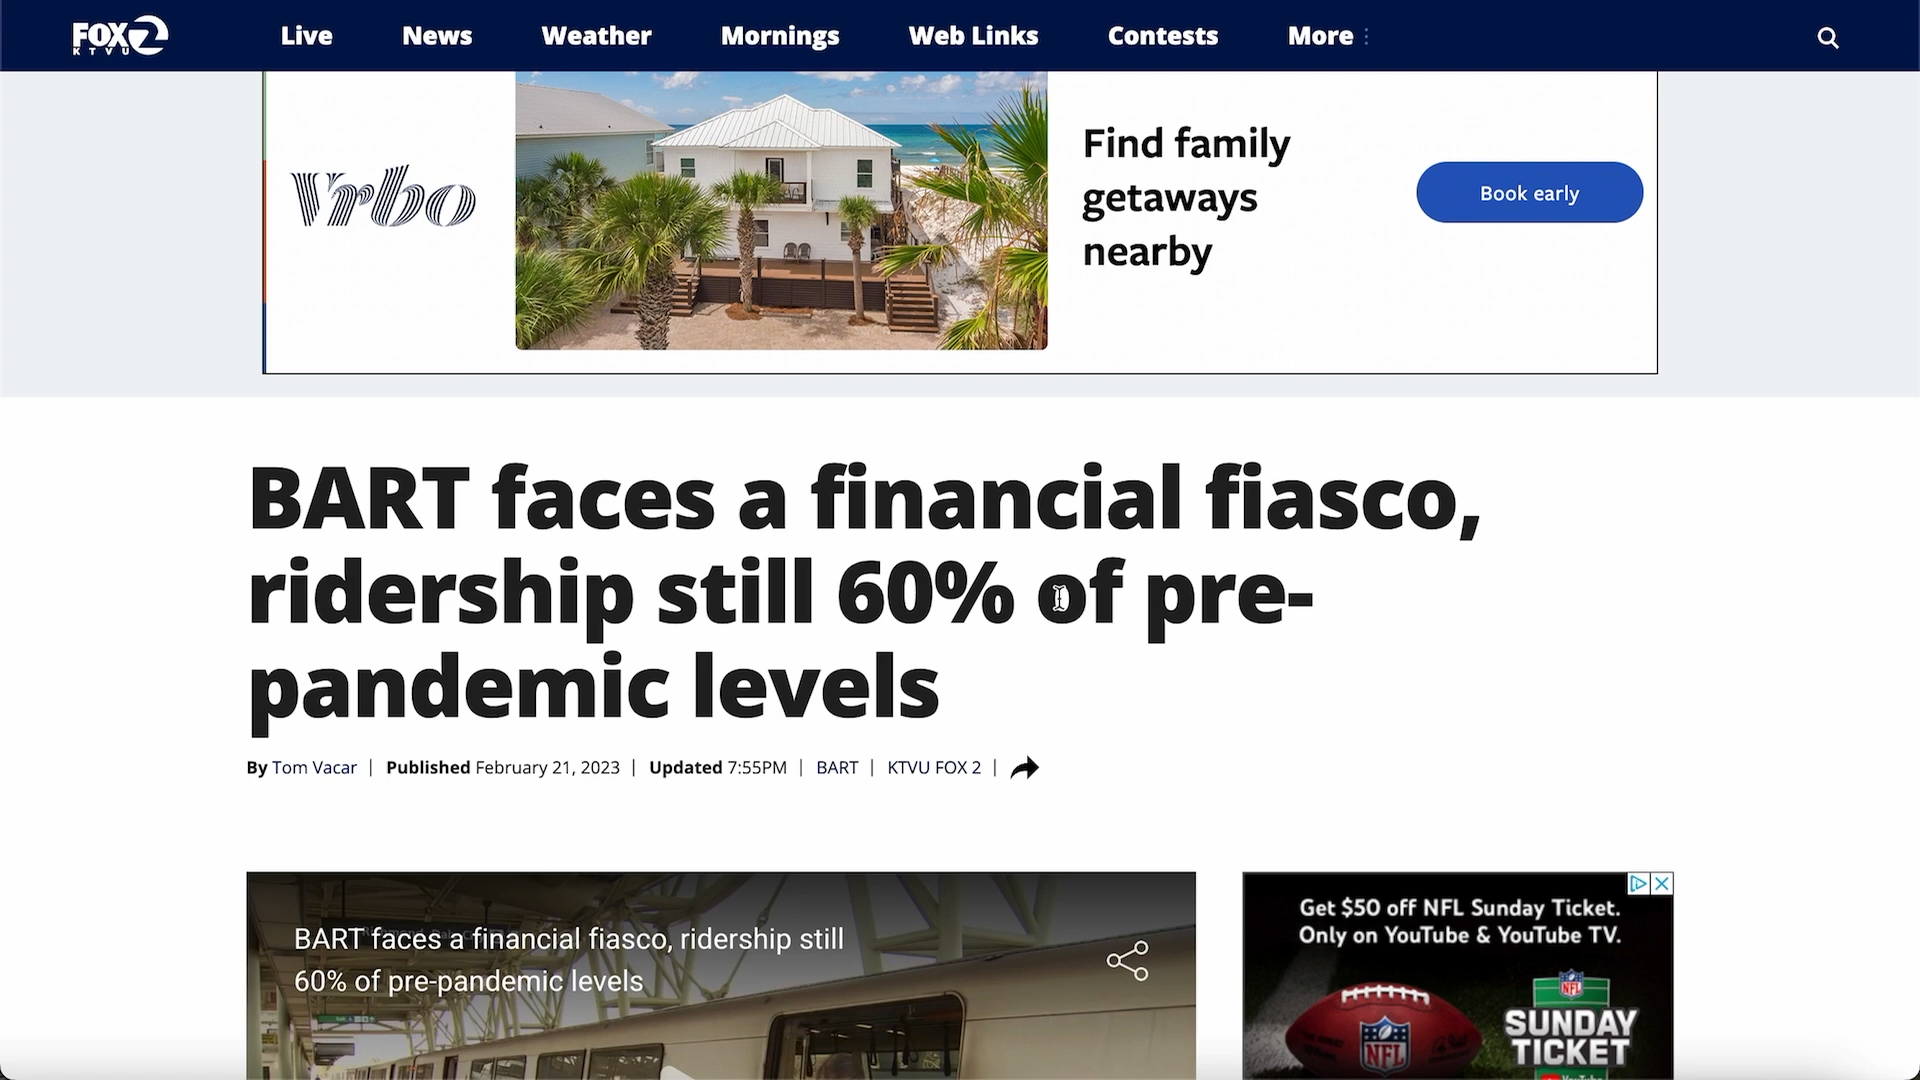 FOX 2
KTVU
Live News Weather Mornings Web Links Contests More
Vrbo
Find family
getaways
nearby
Book early
BART faces a financial fiasco,
ridership still 60% of pre-
pandemic levels
By Tom Vacar | Published February 21, 2023 | Updated 7:55PM | BART | KTVU FOX 2 |
BART faces a financial fiasco, ridership still
60% of pre-pandemic levels
Get $50 off NFL Sunday Ticket.
Only on YouTube & YouTube TV.
NFL
NFL
SUNDAY
TICKET
YouTube